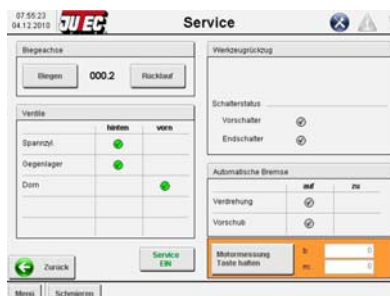 07:55:23
04.12.2010
JUTEC
Service
Biegeachse
Biegen 000.2 Rücklauf
Ventile
hinten vorn
Spannzyl.
Gegenlager
Dorn
Zurück
Service
EIN
Werkzeugrückzug
Schalterstatus
Vorschalter
Endschalter
Automatische Bremse
auf zu
Verdrehung
Vorschub
Motormessung
Taste halten
0
0
Menü Schmieren